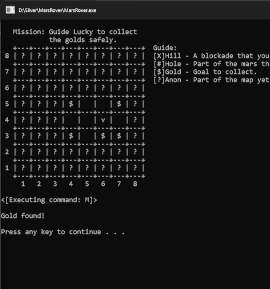 D:\Silver\MarsRover\MarsRover.exe
Mission: Guide Lucky to collect
the golds safely.
+---+---+---+---+---+---+---+---+ Guide:
8 | ? | ? | ? | ? | ? | ? | ? | ? | [X]Hill - A blockade that you
+---+---+---+---+---+---+---+---+ [#]Hole - Part of the mars th
7 | ? | ? | ? | ? | ? | ? | ? | ? | [$]Gold - Goal to collect.
+---+---+---+---+---+---+---+---+ [?]Anon - Part of the map yet
6 | ? | ? | ? | ? | ? | ? | ? | ? |
+---+---+---+---+---+---+---+---+
5 | ? | ? | ? | $ |   |   | $ | ? |
+---+---+---+---+---+---+---+---+
4 | ? | ? | ? | ? |   | v |   | ? |
+---+---+---+---+---+---+---+---+
3 | ? | ? | ? | $ |   | $ | $ | ? |
+---+---+---+---+---+---+---+---+
2 | ? | ? | ? | ? | ? | ? | ? | ? |
+---+---+---+---+---+---+---+---+
1 | ? | ? | ? | ? | ? | ? | ? | ? |
+---+---+---+---+---+---+---+---+
1 2 3 4 5 6 7 8
<[Executing command: M]>
Gold found!
Press any key to continue . . .